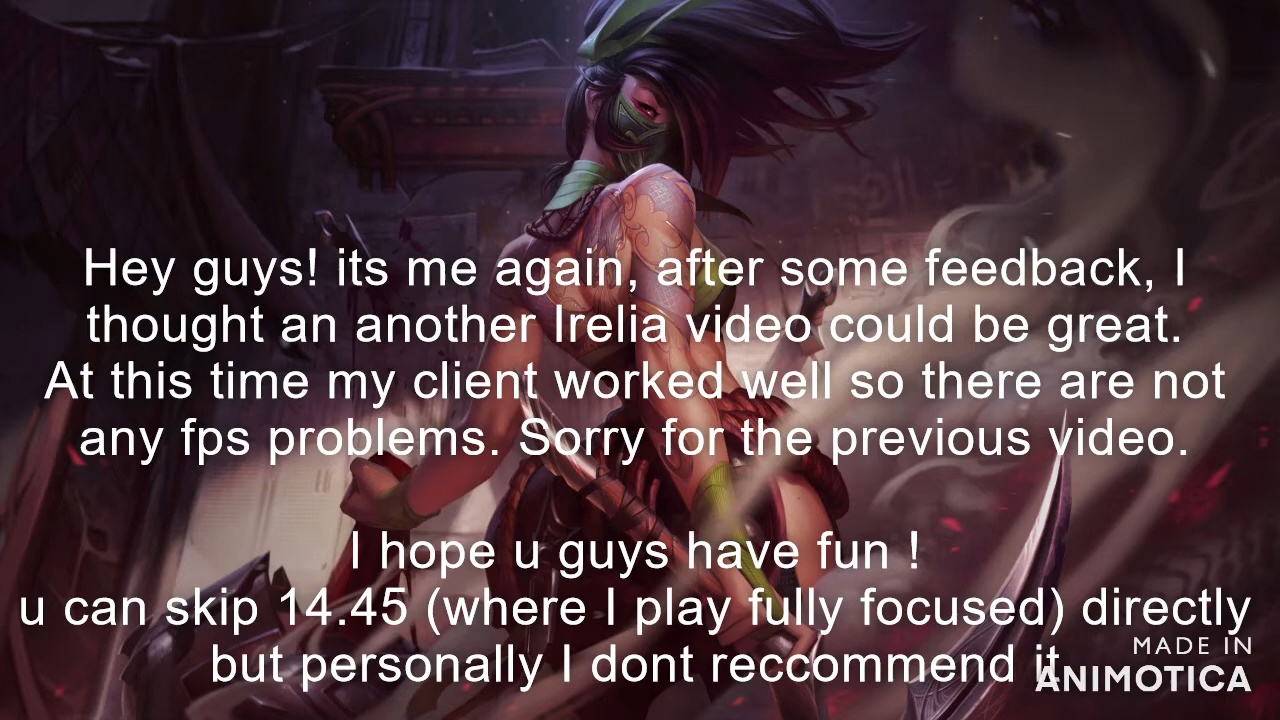 Hey guys! its me again, after some feedback, I
thought an another Irelia video could be great.
At this time my client worked well so there are not
any fps problems. Sorry for the previous video.
I hope u guys have fun !
u can skip 14.45 (where I play fully focused) directly
but personally I dont reccommend it
MADE IN
ANIMOTICA